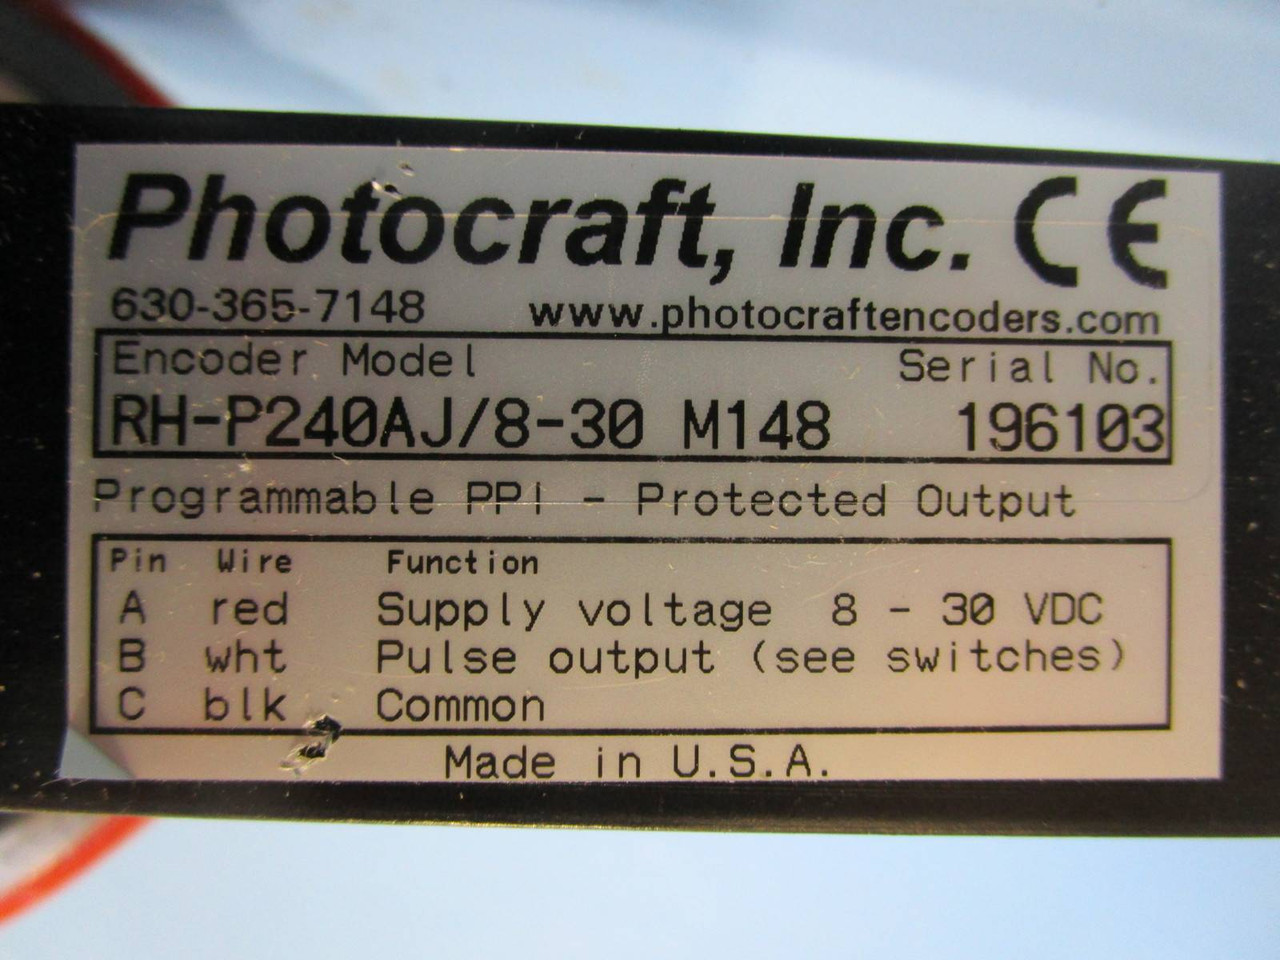 Photocraft, Inc. CE
630-365-7148 www.photocraftencoders.com
Encoder Model Serial No.
RH-P240AJ/8-30 M148 196103
Programmable PPI - Protected Output
Pin Wire Function
A red Supply voltage 8 - 30 VDC
B wht Pulse output (see switches)
C blk Common
Made in U.S.A.